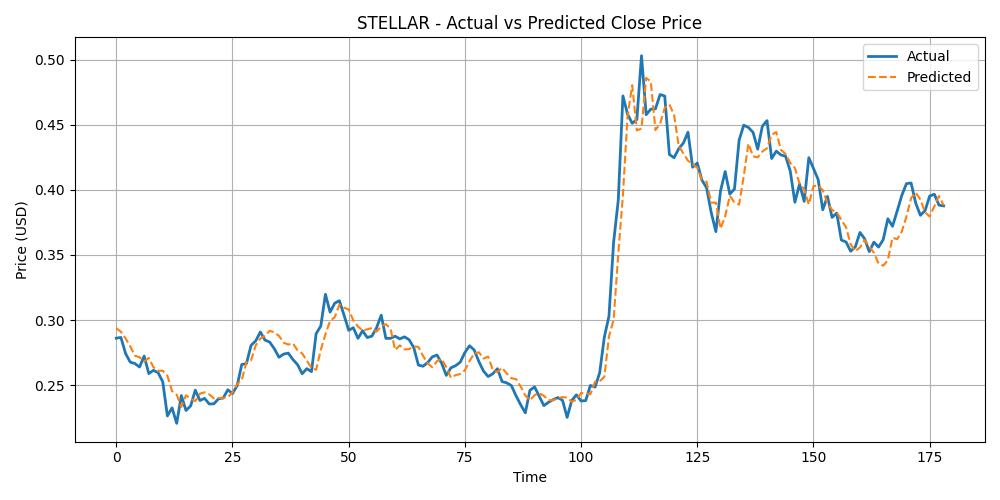 STELLAR - Actual vs Predicted Close Price
Actual
Predicted
Price (USD)
0.50
0.45
0.40
0.35
0.30
0.25
0 25 50 75 100 125 150 175
Time